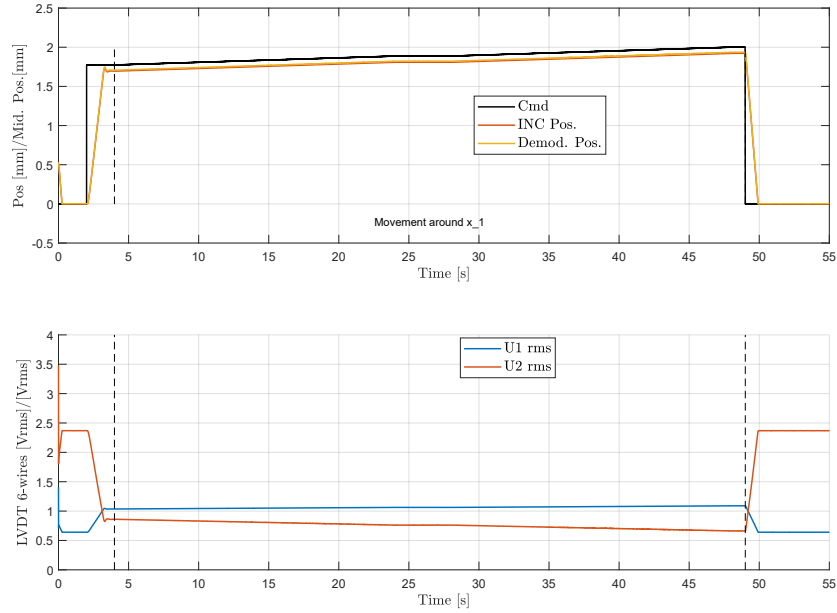 2.5
2
1.5
1
0.5
0
-0.5
Pos [mm]/Mid. Pos.[mm]
Cmd
INC Pos.
Demod. Pos.
Movement around x_1
0 5 10 15 20 25 30 35 40 45 50 55
Time [s]
4
3.5
3
2.5
2
1.5
1
0.5
0
LVDT 6-wires [Vrms]/[Vrms]
U1 rms
U2 rms
0 5 10 15 20 25 30 35 40 45 50 55
Time [s]